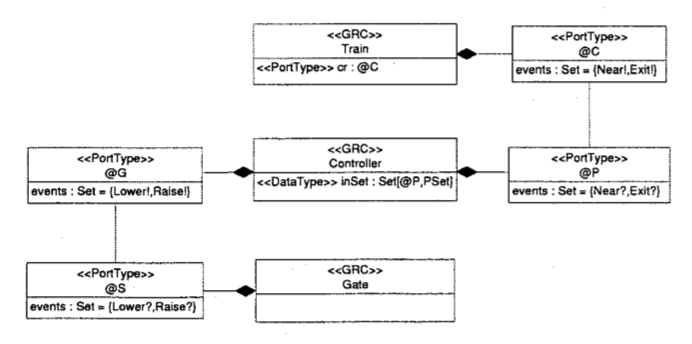 <<GRC>>
Train
<<PortType>> cr : @C
<<PortType>>
@C
events : Set = {Near!,Exit!}
<<PortType>>
@G
events : Set = {Lower!,Raise!}
<<GRC>>
Controller
<<DataType>> inSet : Set[@P,PSet}
<<PortType>>
@P
events : Set = {Near?,Exit?}
<<PortType>>
@S
events : Set = {Lower?,Raise?}
<<GRC>>
Gate